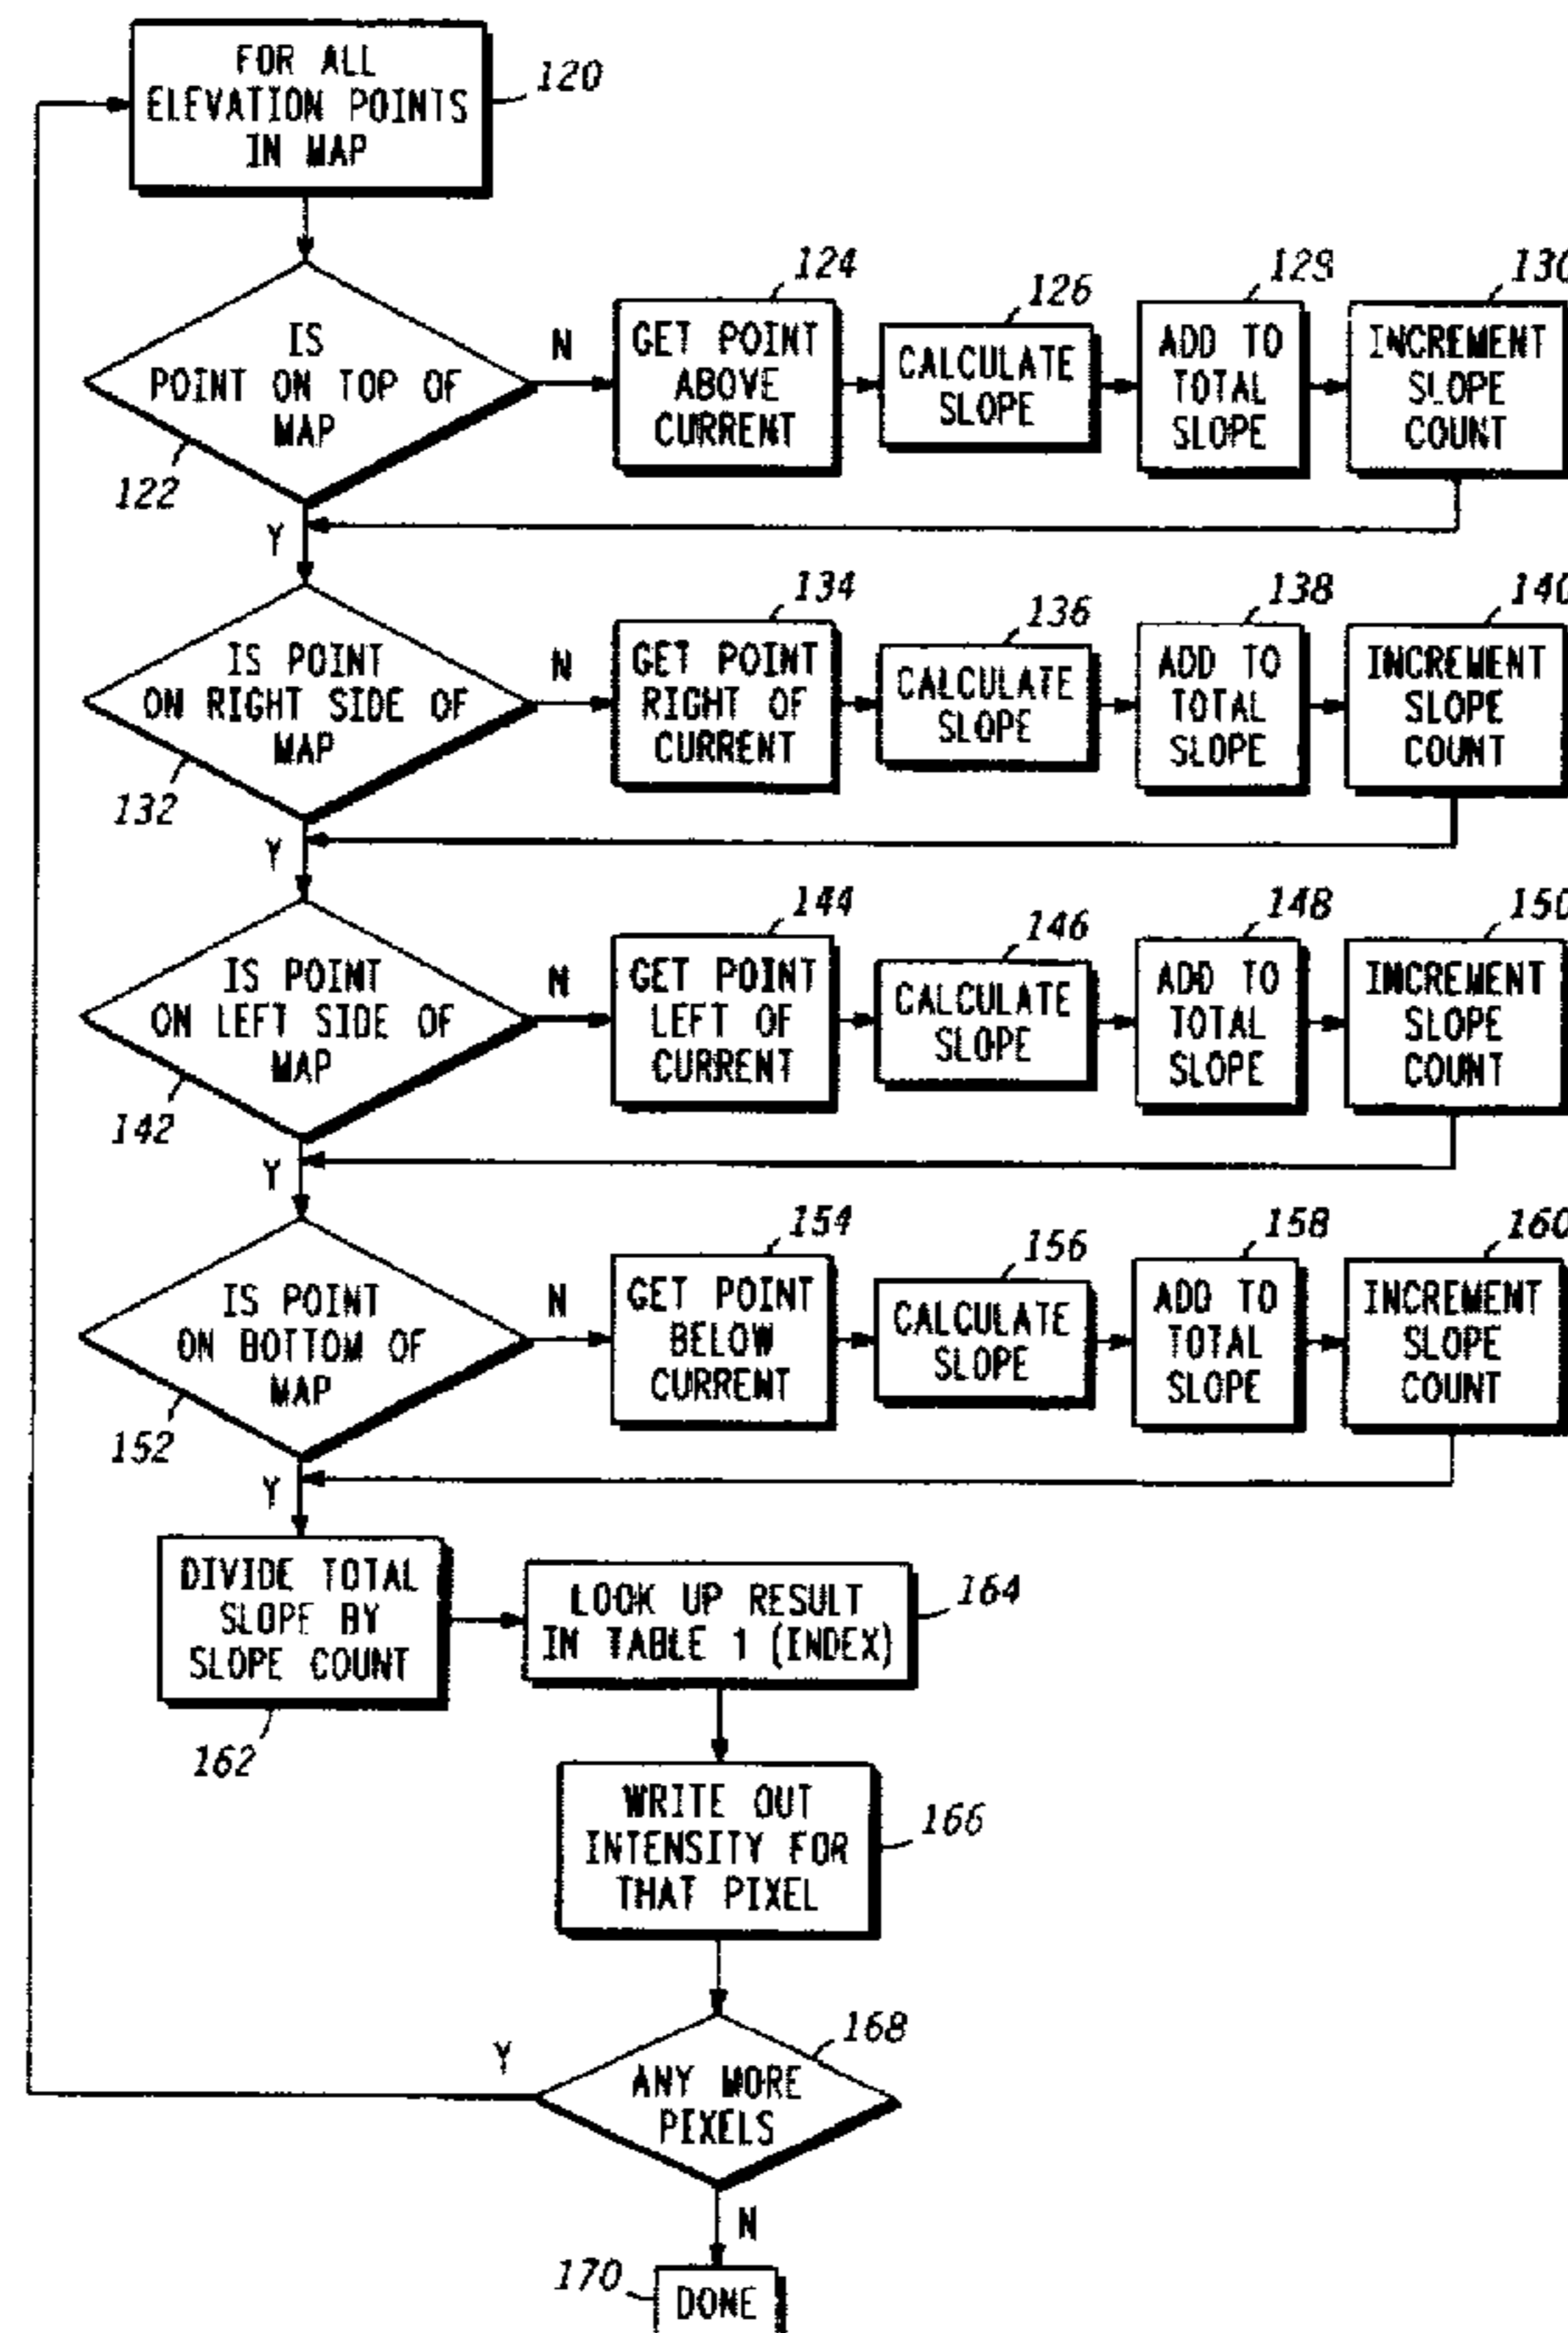 FOR ALL
ELEVATION POINTS
IN MAP
120
IS
POINT ON TOP OF
MAP
122
N
Y
GET POINT
ABOVE
CURRENT
124
CALCULATE
SLOPE
126
ADD TO
TOTAL
SLOPE
129
INCREMENT
SLOPE
COUNT
130
IS POINT
ON RIGHT SIDE OF
MAP
132
N
Y
GET POINT
RIGHT OF
CURRENT
134
CALCULATE
SLOPE
136
ADD TO
TOTAL
SLOPE
138
INCREMENT
SLOPE
COUNT
140
IS POINT
ON LEFT SIDE OF
MAP
142
N
Y
GET POINT
LEFT OF
CURRENT
144
CALCULATE
SLOPE
146
ADD TO
TOTAL
SLOPE
148
INCREMENT
SLOPE
COUNT
150
IS POINT
ON BOTTOM OF
MAP
152
N
Y
GET POINT
BELOW
CURRENT
154
CALCULATE
SLOPE
156
ADD TO
TOTAL
SLOPE
158
INCREMENT
SLOPE
COUNT
160
DIVIDE TOTAL
SLOPE BY
SLOPE COUNT
162
LOOK UP RESULT
IN TABLE 1 (INDEX)
164
WRITE OUT
INTENSITY FOR
THAT PIXEL
166
ANY MORE
PIXELS
168
Y
N
DONE
170